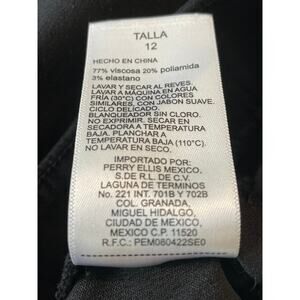 TALLA
12
HECHO EN CHINA
77% viscosa 20% poliamida
3% elastano
LAVAR Y SECAR AL REVES.
LAVAR A MÁQUINA EN AGUA
FRÍA (30°C) CON COLORES
SIMILARES, CON JABON SUAVE.
CICLO DELICADO.
BLANQUEADOR SIN CLORO.
NO EXPRIMIR. SECAR EN
SECADORA A TEMPERATURA
BAJA. PLANCHAR A
TEMPERATURA BAJA (110°C).
NO LAVAR EN SECO.
IMPORTADO POR:
PERRY ELLIS MEXICO,
S.DE R.L DE C.V.
LAGUNA DE TERMINOS
No. 221 INT. 701B Y 702B
COL. GRANADA,
MIGUEL HIDALGO,
CIUDAD DE MEXICO,
MEXICO C.P. 11520
R.F.C.: PEM080422SE0